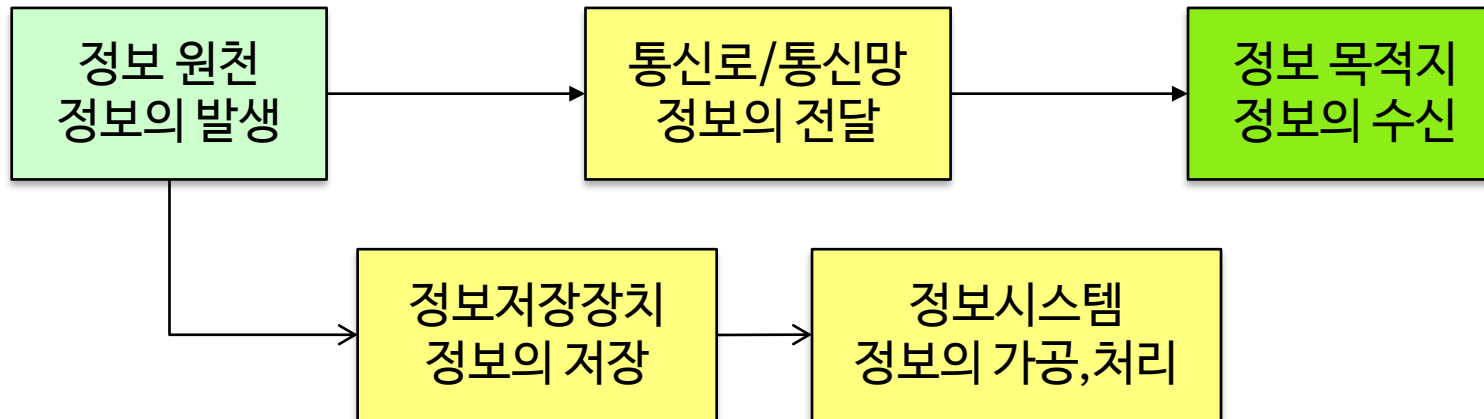 정보 원천
정보의 발생
통신로/통신망
정보의 전달
정보 목적지
정보의 수신
정보저장장치
정보의 저장
정보시스템
정보의 가공,처리